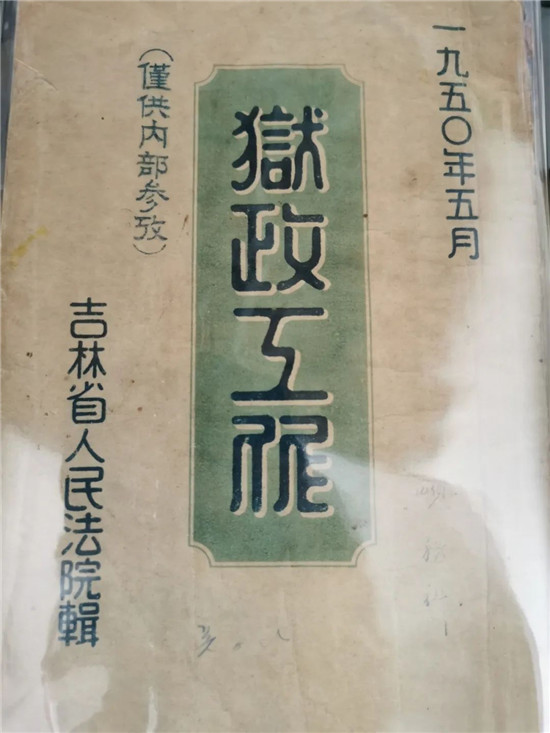 一九五〇年五月
獄政工作
（僅供內部參攷）
吉林省人民法院輯